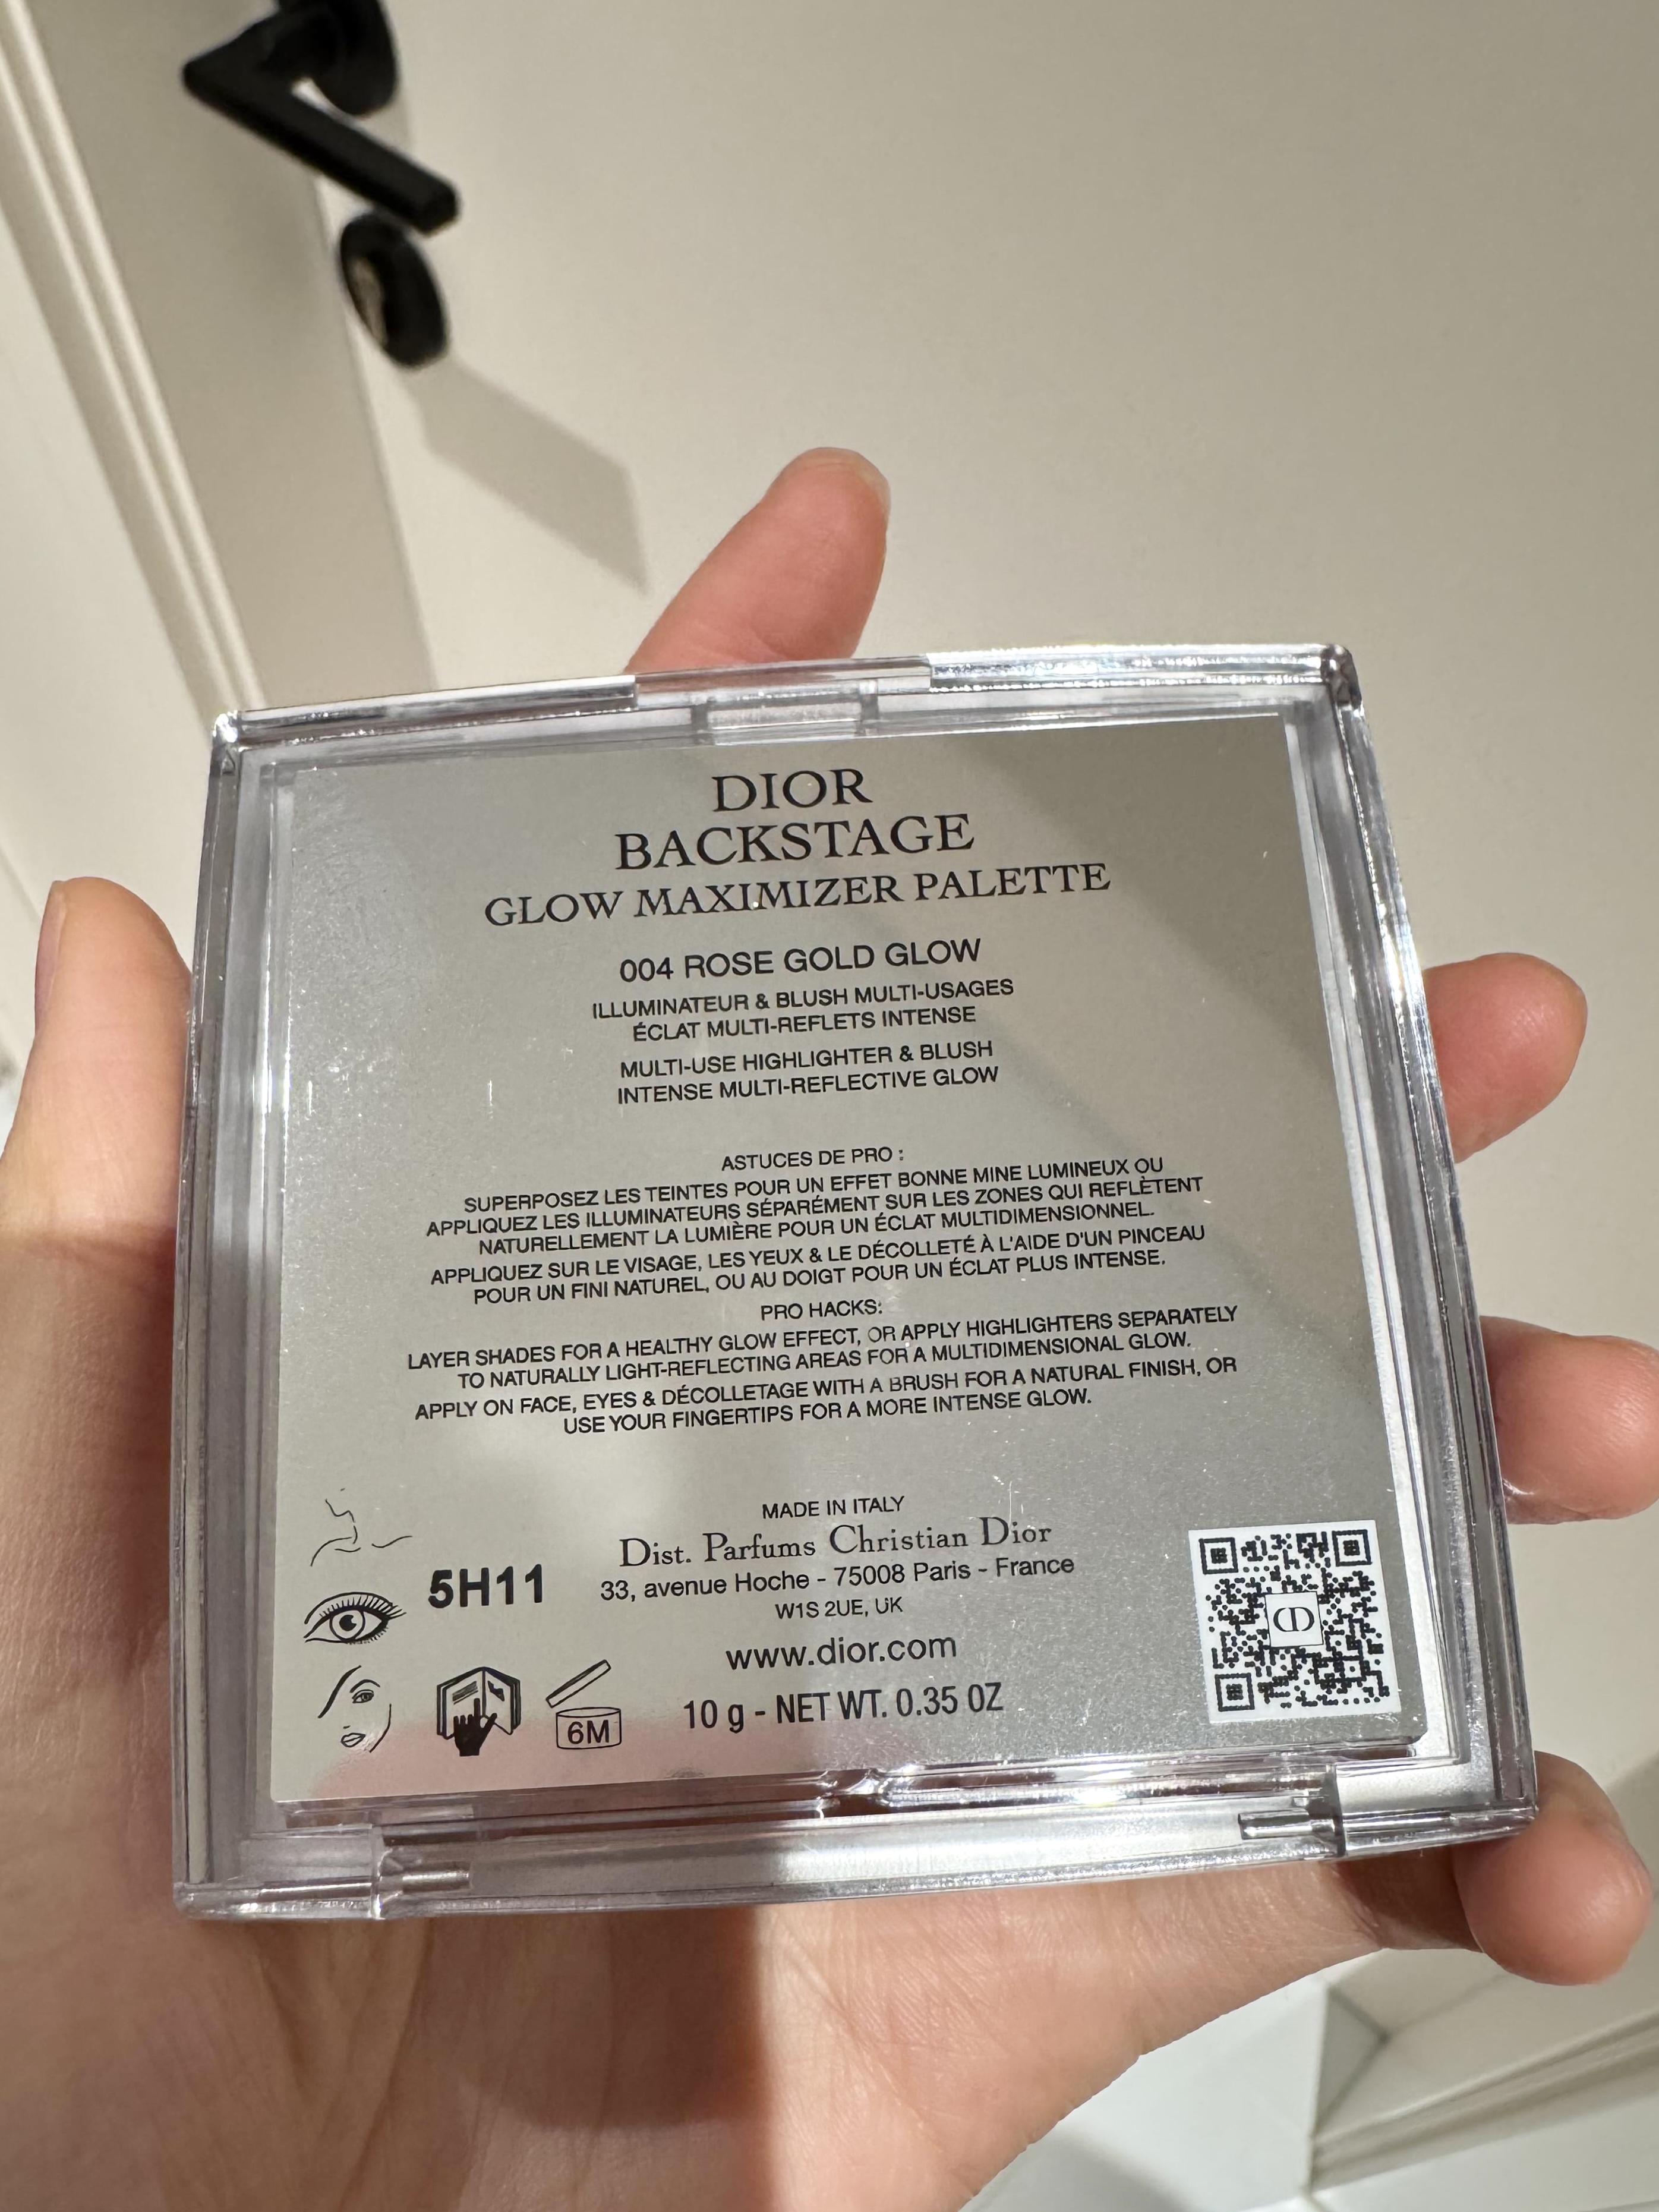 DIOR
BACKSTAGE
GLOW MAXIMIZER PALETTE
004 ROSE GOLD GLOW
ILLUMINATEUR & BLUSH MULTI-USAGES
ÉCLAT MULTI-REFLETS INTENSE
MULTI-USE HIGHLIGHTER & BLUSH
INTENSE MULTI-REFLECTIVE GLOW
ASTUCES DE PRO :
SUPERPOSEZ LES TEINTES POUR UN EFFET BONNE MINE LUMINEUX OU
APPLIQUEZ LES ILLUMINATEURS SÉPARÉMENT SUR LES ZONES QUI REFLÈTENT
NATURELLEMENT LA LUMIÈRE POUR UN ÉCLAT MULTIDIMENSIONNEL.
APPLIQUEZ SUR LE VISAGE, LES YEUX & LE DÉCOLLETÉ À L'AIDE D'UN PINCEAU
POUR UN FINI NATUREL, OU AU DOIGT POUR UN ÉCLAT PLUS INTENSE.
PRO HACKS:
LAYER SHADES FOR A HEALTHY GLOW EFFECT, OR APPLY HIGHLIGHTERS SEPARATELY
TO NATURALLY LIGHT-REFLECTING AREAS FOR A MULTIDIMENSIONAL GLOW.
APPLY ON FACE, EYES & DÉCOLLETAGE WITH A BRUSH FOR A NATURAL FINISH, OR
USE YOUR FINGERTIPS FOR A MORE INTENSE GLOW.
MADE IN ITALY
Dist. Parfums Christian Dior
5H11
33, avenue Hoche - 75008 Paris - France
W1S 2UE, UK
www.dior.com
10 g - NET WT. 0.35 OZ
6M
CD